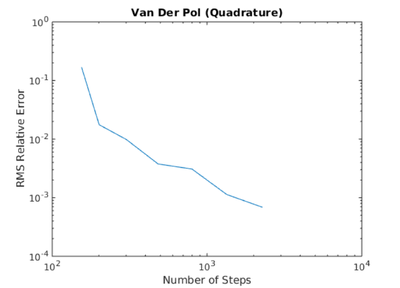 Van Der Pol (Quadrature)
10^0
10^-1
10^-2
10^-3
10^-4
RMS Relative Error
10^2
10^3
10^4
Number of Steps